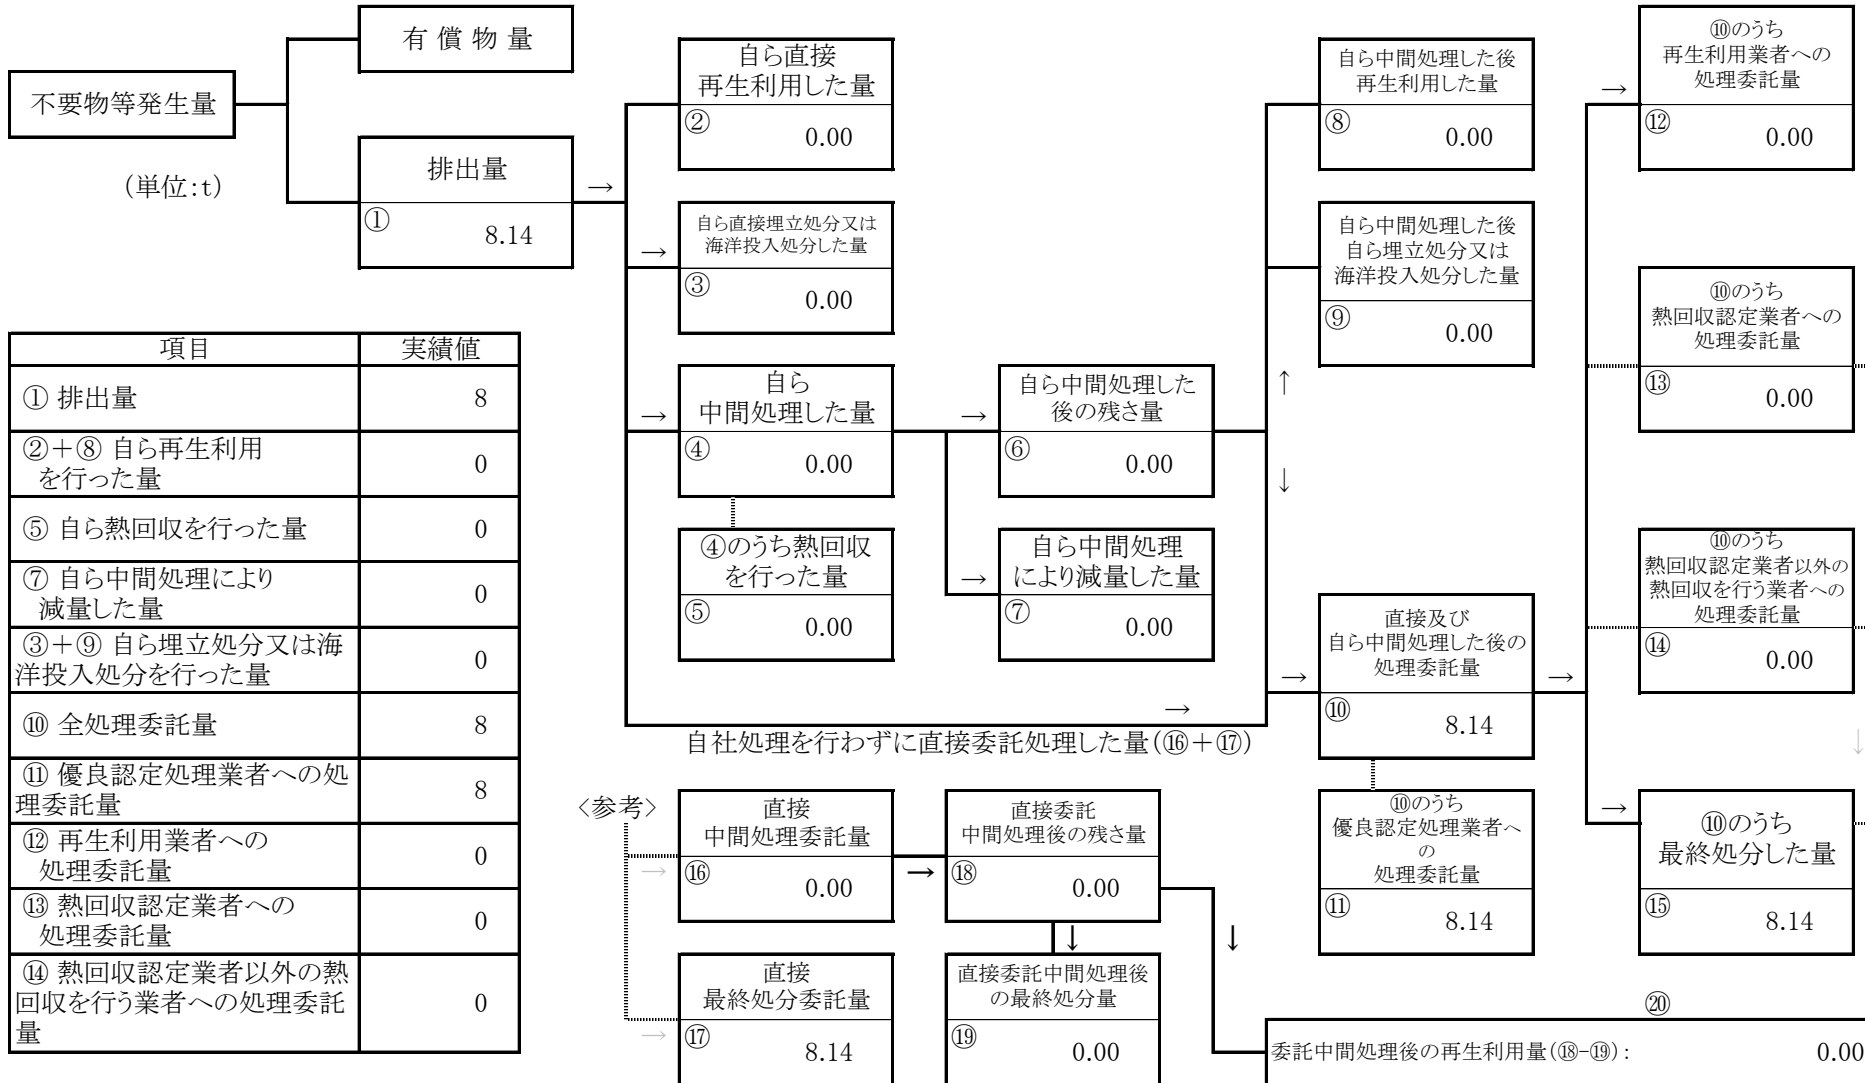 不要物等発生量
(単位:t)
有 償 物 量
排出量
①
8.14
→
自ら直接
再生利用した量
②
0.00
→
自ら直接埋立処分又は
海洋投入処分した量
③
0.00
→
自ら
中間処理した量
④
0.00
④のうち熱回収
を行った量
⑤
0.00
→
自ら中間処理した
後の残さ量
⑥
0.00
→
自ら中間処理
により減量した量
⑦
0.00
↑
↓
自ら中間処理した後
再生利用した量
⑧
0.00
自ら中間処理した後
自ら埋立処分又は
海洋投入処分した量
⑨
0.00
→
自社処理を行わずに直接委託処理した量(⑯+⑰)
→
直接及び
自ら中間処理した後の
処理委託量
⑩
8.14
→
⑩のうち
優良認定処理業者へ
の
処理委託量
⑪
8.14
→
⑩のうち
再生利用業者への
処理委託量
⑫
0.00
⑩のうち
熱回収認定業者への
処理委託量
⑬
0.00
⑩のうち
熱回収認定業者以外の
熱回収を行う業者への
処理委託量
⑭
0.00
↓
→
⑩のうち
最終処分した量
⑮
8.14
項目 実績値
① 排出量 8
②+⑧ 自ら再生利用
を行った量 0
⑤ 自ら熱回収を行った量 0
⑦ 自ら中間処理により
減量した量 0
③+⑨ 自ら埋立処分又は海
洋投入処分を行った量 0
⑩ 全処理委託量 8
⑪ 優良認定処理業者への処
理委託量 8
⑫ 再生利用業者への
処理委託量 0
⑬ 熱回収認定業者への
処理委託量 0
⑭ 熱回収認定業者以外の熱
回収を行う業者への処理委託
量 0
〈参考〉
→
直接
中間処理委託量
⑯
0.00
→
直接委託
中間処理後の残さ量
⑱
0.00
↓
↓
→
直接
最終処分委託量
⑰
8.14
直接委託中間処理後
の最終処分量
⑲
0.00
⑳
委託中間処理後の再生利用量(⑱-⑲): 0.00